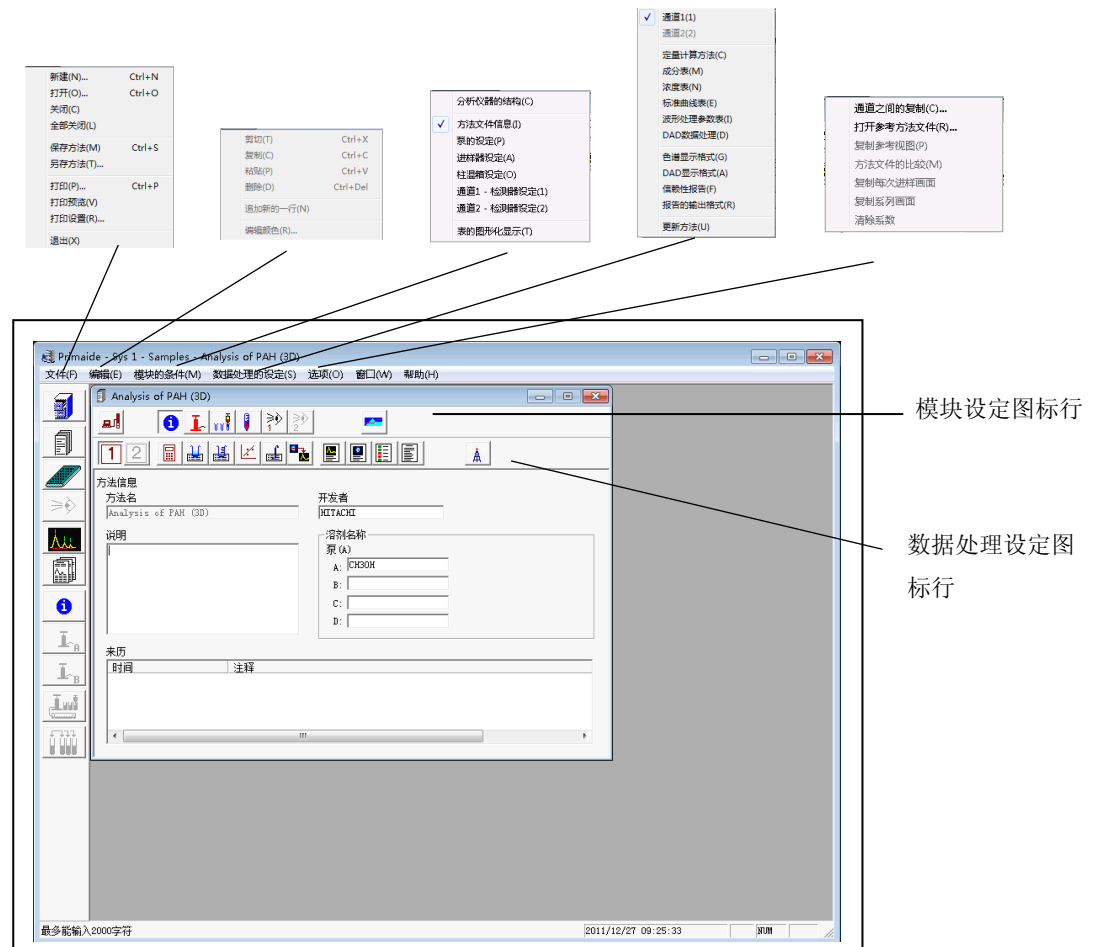 新建(N)... Ctrl+N
打开(O)... Ctrl+O
关闭(C)
全部关闭(L)
保存方法(M) Ctrl+S
另存方法(T)...
打印(P)... Ctrl+P
打印预览(V)
打印设置(R)...
退出(X)
剪切(T) Ctrl+X
复制(C) Ctrl+C
粘贴(P) Ctrl+V
删除(D) Ctrl+Del
追加新的一行(N)
编辑颜色(R)...
分析仪器的结构(C)
方法文件信息(I)
泵的设定(P)
进样器设定(A)
柱温箱设定(O)
通道1 - 检测器设定(1)
通道2 - 检测器设定(2)
表的图形化显示(T)
通道1(1)
通道2(2)
定量计算方法(C)
成分表(M)
浓度表(N)
标准曲线表(E)
波形处理参数表(I)
DAD数据处理(D)
色谱显示格式(G)
DAD显示格式(A)
信赖性报告(F)
报告的输出格式(R)
更新方法(U)
通道之间的复制(C)...
打开参考方法文件(R)...
复制参考视图(P)
方法文件的比较(M)
复制每次进样画面
复制系列画面
清除系数
Primaide - Sys 1 - Samples - Analysis of PAH (3D)
文件(F) 编辑(E) 模块的条件(M) 数据处理的设定(S) 选项(O) 窗口(W) 帮助(H)
Analysis of PAH (3D)
1 2
1 2
方法信息
方法名
Analysis of PAH (3D)
开发者
HITACHI
说明
溶剂名称
泵(A)
A: CH3OH
B:
C:
D:
来历
时间 注释
A
B
最多能输入2000字符
2011/12/27 09:25:33 NUM
模块设定图标行
数据处理设定图
标行